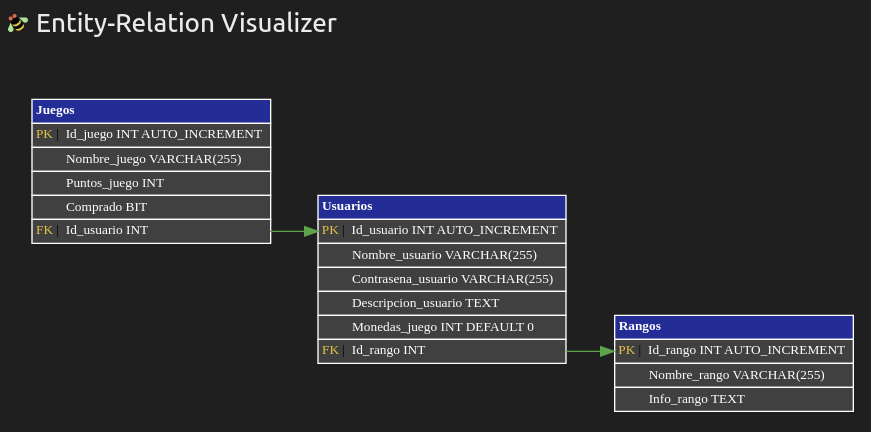 Entity-Relation Visualizer
Juegos
PK | Id_juego INT AUTO_INCREMENT
Nombre_juego VARCHAR(255)
Puntos_juego INT
Comprado BIT
FK | Id_usuario INT
Usuarios
PK | Id_usuario INT AUTO_INCREMENT
Nombre_usuario VARCHAR(255)
Contrasena_usuario VARCHAR(255)
Descripcion_usuario TEXT
Monedas_juego INT DEFAULT 0
FK | Id_rango INT
Rangos
PK | Id_rango INT AUTO_INCREMENT
Nombre_rango VARCHAR(255)
Info_rango TEXT